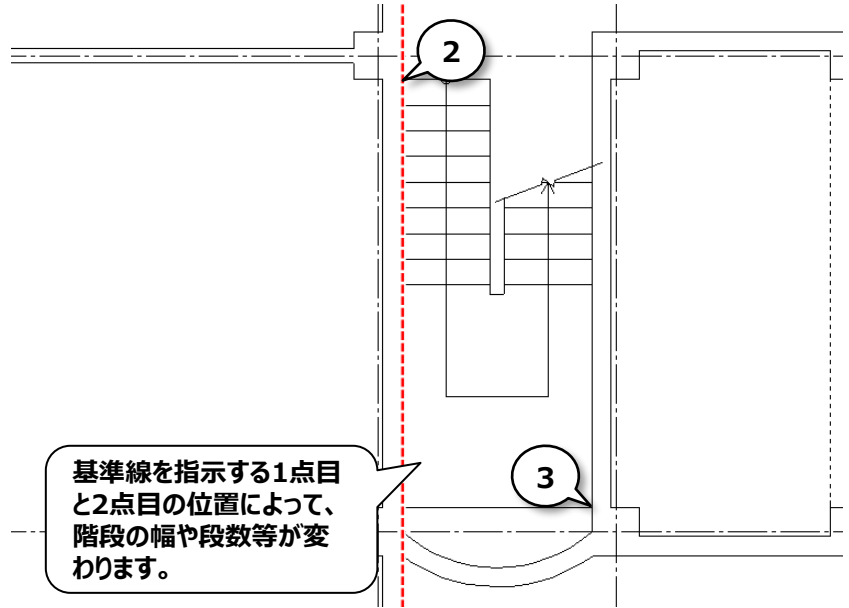 2
基準線を指示する1点目
と2点目の位置によって、
階段の幅や段数等が変
わります。
3